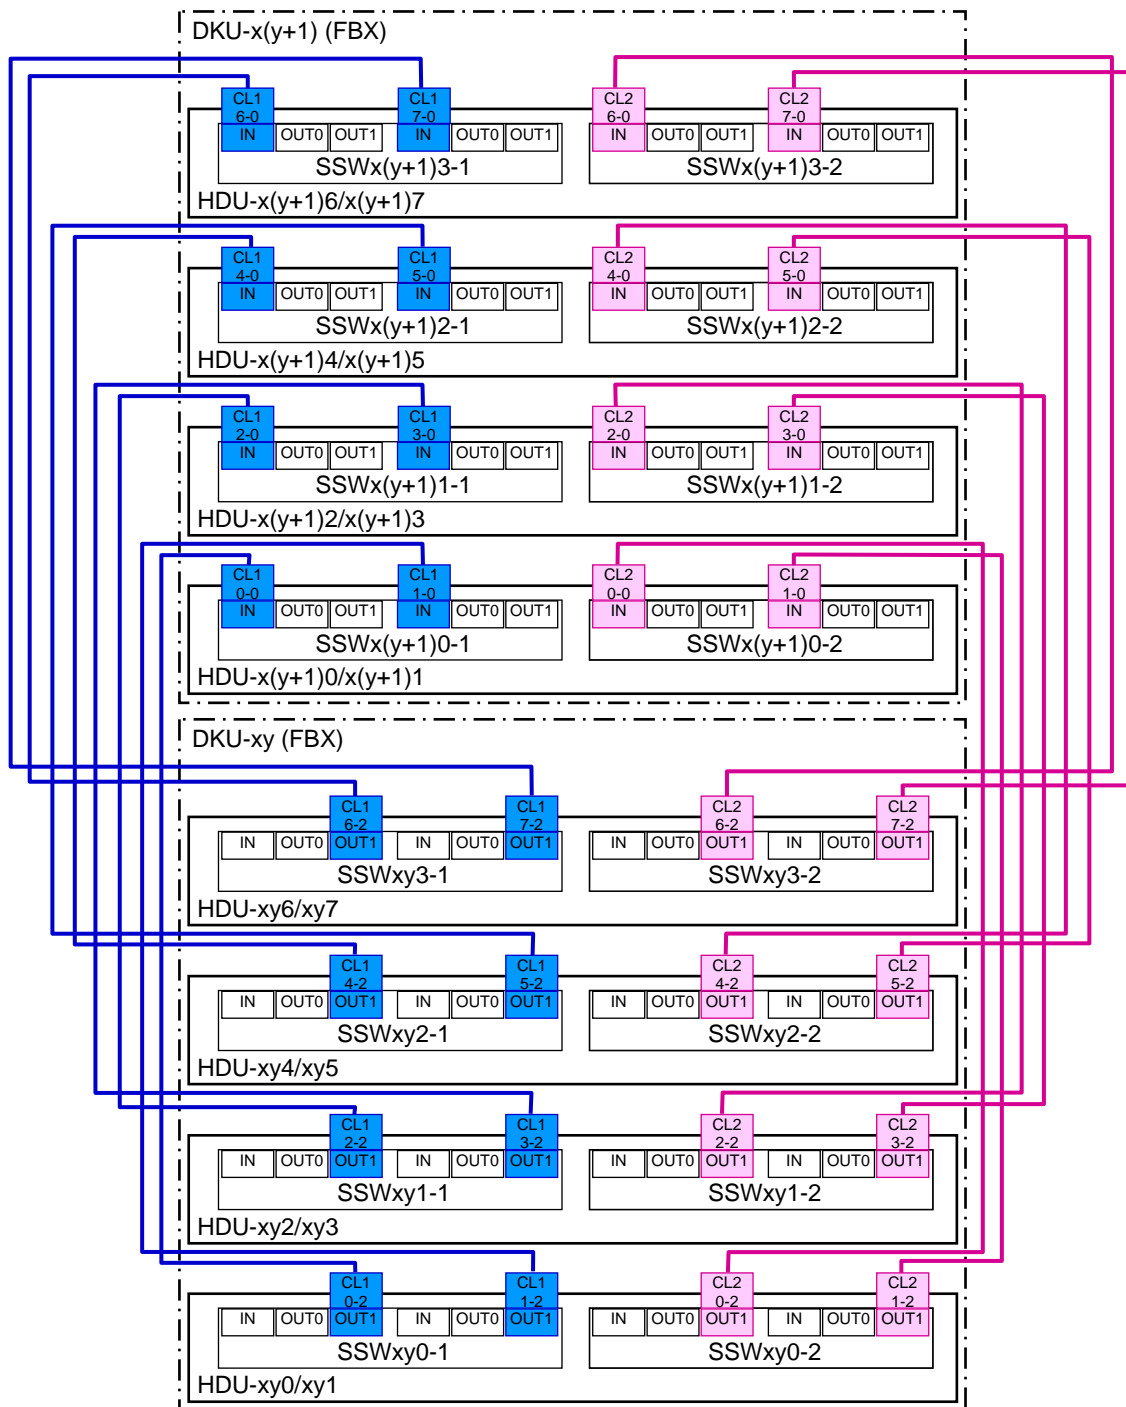 DKU-x(y+1) (FBX)
CL1 CL1 CL2 CL2
6-0 7-0 6-0 7-0
IN OUT0 OUT1 IN OUT0 OUT1 IN OUT0 OUT1 IN OUT0 OUT1
SSWx(y+1)3-1 SSWx(y+1)3-2
HDU-x(y+1)6/x(y+1)7
CL1 CL1 CL2 CL2
4-0 5-0 4-0 5-0
IN OUT0 OUT1 IN OUT0 OUT1 IN OUT0 OUT1 IN OUT0 OUT1
SSWx(y+1)2-1 SSWx(y+1)2-2
HDU-x(y+1)4/x(y+1)5
CL1 CL1 CL2 CL2
2-0 3-0 2-0 3-0
IN OUT0 OUT1 IN OUT0 OUT1 IN OUT0 OUT1 IN OUT0 OUT1
SSWx(y+1)1-1 SSWx(y+1)1-2
HDU-x(y+1)2/x(y+1)3
CL1 CL1 CL2 CL2
0-0 1-0 0-0 1-0
IN OUT0 OUT1 IN OUT0 OUT1 IN OUT0 OUT1 IN OUT0 OUT1
SSWx(y+1)0-1 SSWx(y+1)0-2
HDU-x(y+1)0/x(y+1)1
DKU-xy (FBX)
CL1 CL1 CL2 CL2
6-2 7-2 6-2 7-2
IN OUT0 OUT1 IN OUT0 OUT1 IN OUT0 OUT1 IN OUT0 OUT1
SSWxy3-1 SSWxy3-2
HDU-xy6/xy7
CL1 CL1 CL2 CL2
4-2 5-2 4-2 5-2
IN OUT0 OUT1 IN OUT0 OUT1 IN OUT0 OUT1 IN OUT0 OUT1
SSWxy2-1 SSWxy2-2
HDU-xy4/xy5
CL1 CL1 CL2 CL2
2-2 3-2 2-2 3-2
IN OUT0 OUT1 IN OUT0 OUT1 IN OUT0 OUT1 IN OUT0 OUT1
SSWxy1-1 SSWxy1-2
HDU-xy2/xy3
CL1 CL1 CL2 CL2
0-2 1-2 0-2 1-2
IN OUT0 OUT1 IN OUT0 OUT1 IN OUT0 OUT1 IN OUT0 OUT1
SSWxy0-1 SSWxy0-2
HDU-xy0/xy1